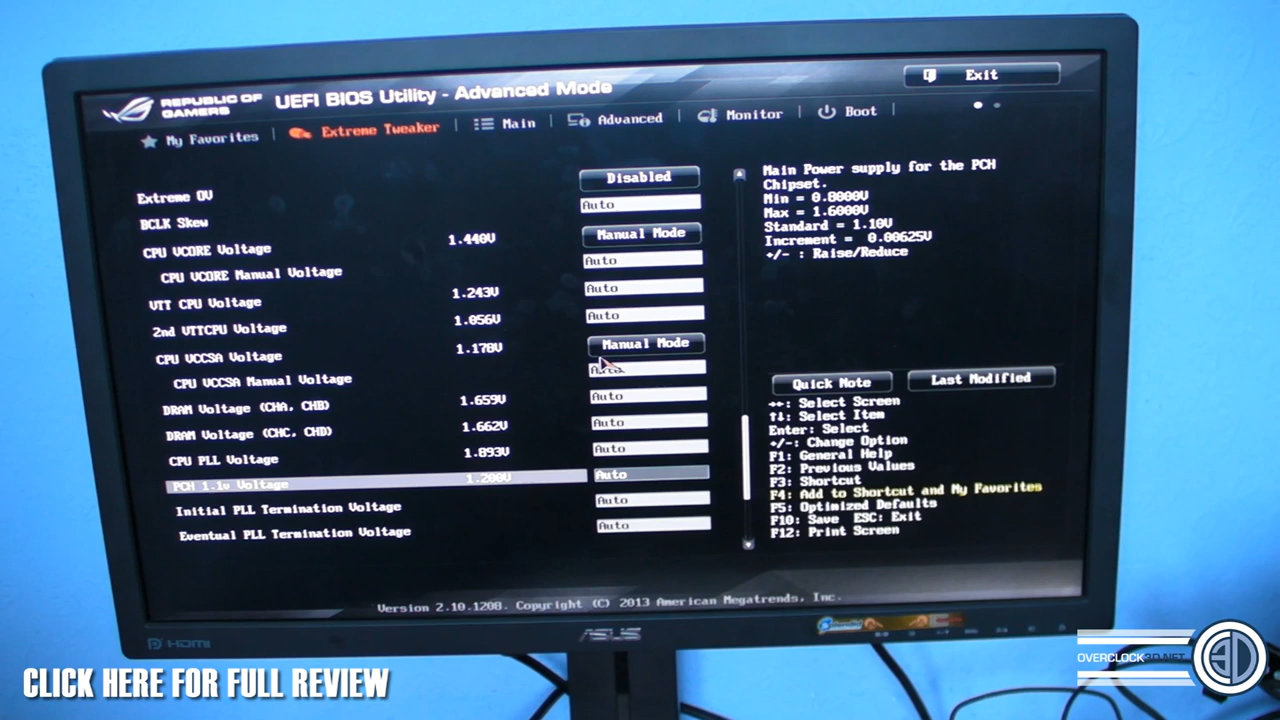 REPUBLIC OF
GAMERS
UEFI BIOS Utility - Advanced Mode
Exit
My Favorites
Extreme Tweaker
Main
Advanced
Monitor
Boot
Extreme OV Disabled
BCLK Skew Auto
CPU VCORE Voltage 1.440V Manual Mode
CPU VCORE Manual Voltage Auto
VTT CPU Voltage 1.243V Auto
2nd VTTCPU Voltage 1.056V Auto
CPU VCCSA Voltage 1.178V Manual Mode
CPU VCCSA Manual Voltage Auto
DRAM Voltage (CHA, CHB) 1.659V Auto
DRAM Voltage (CHC, CHD) 1.662V Auto
CPU PLL Voltage 1.893V Auto
PCH 1.1v Voltage 1.200V Auto
Initial PLL Termination Voltage Auto
Eventual PLL Termination Voltage Auto
Main Power supply for the PCH
Chipset.
Min = 0.8000V
Max = 1.6000V
Standard = 1.10V
Increment = 0.00625V
+/- : Raise/Reduce
Quick Note
Last Modified
→←: Select Screen
↑↓: Select Item
Enter: Select
+/-: Change Option
F1: General Help
F2: Previous Values
F3: Shortcut
F4: Add to Shortcut and My Favorites
F5: Optimized Defaults
F10: Save ESC: Exit
F12: Print Screen
Version 2.10.1208. Copyright (C) 2013 American Megatrends, Inc.
HDMI
ASUS
CLICK HERE FOR FULL REVIEW
OVERCLOCK3D.NET
3D